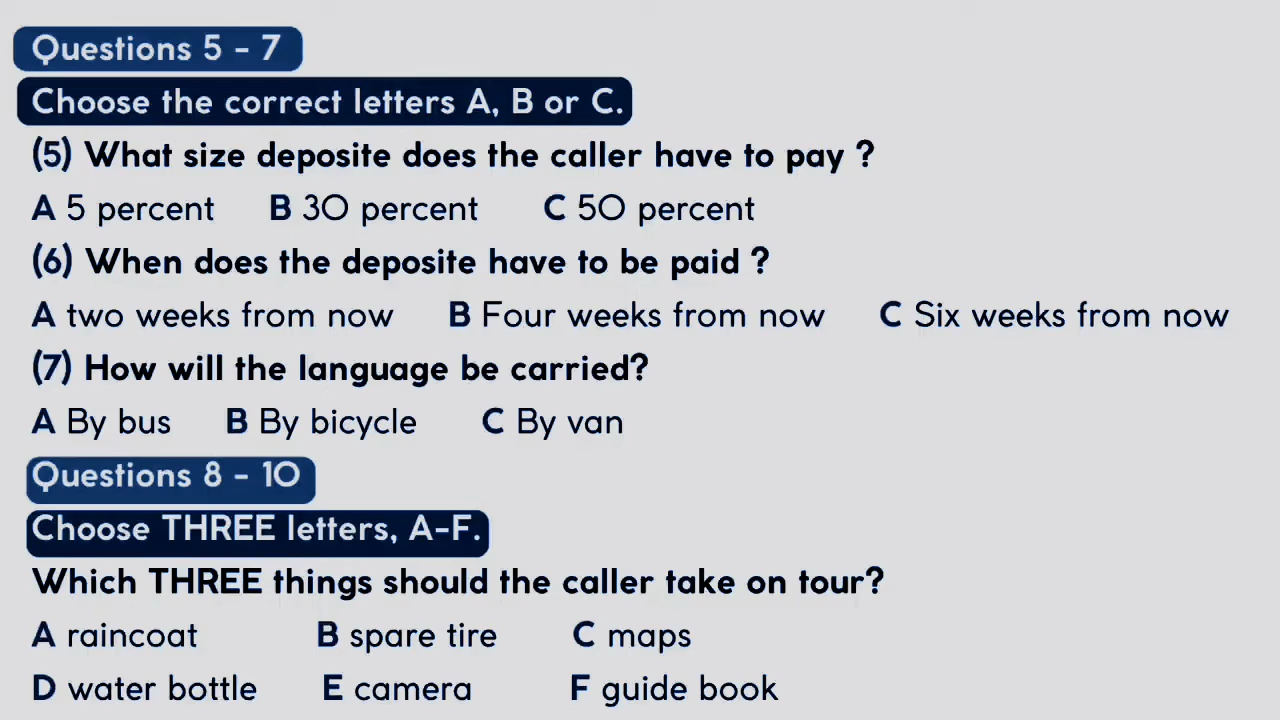 Questions 5 - 7
Choose the correct letters A, B or C.
(5) What size deposite does the caller have to pay ?
A 5 percent B 30 percent C 50 percent
(6) When does the deposite have to be paid ?
A two weeks from now B Four weeks from now C Six weeks from now
(7) How will the language be carried?
A By bus B By bicycle C By van
Questions 8 - 10
Choose THREE letters, A-F.
Which THREE things should the caller take on tour?
A raincoat B spare tire C maps
D water bottle E camera F guide book